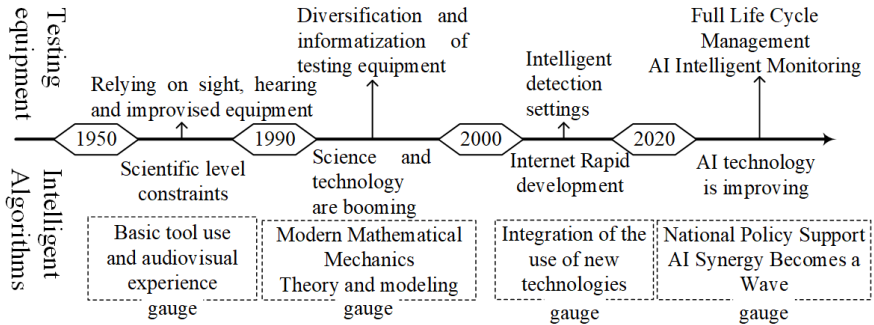 Testing
equipment
Diversification and
informatization of
testing equipment
Full Life Cycle
Management
AI Intelligent Monitoring
Relying on sight, hearing
and improvised equipment
Intelligent
detection
settings
1950
1990
2000
2020
Intelligent
Algorithms
Scientific level
constraints
Science and
technology
are booming
Internet Rapid
development
AI technology
is improving
Basic tool use
and audiovisual
experience
gauge
Modern Mathematical
Mechanics
Theory and modeling
gauge
Integration of the
use of new
technologies
gauge
National Policy Support
AI Synergy Becomes a
Wave
gauge